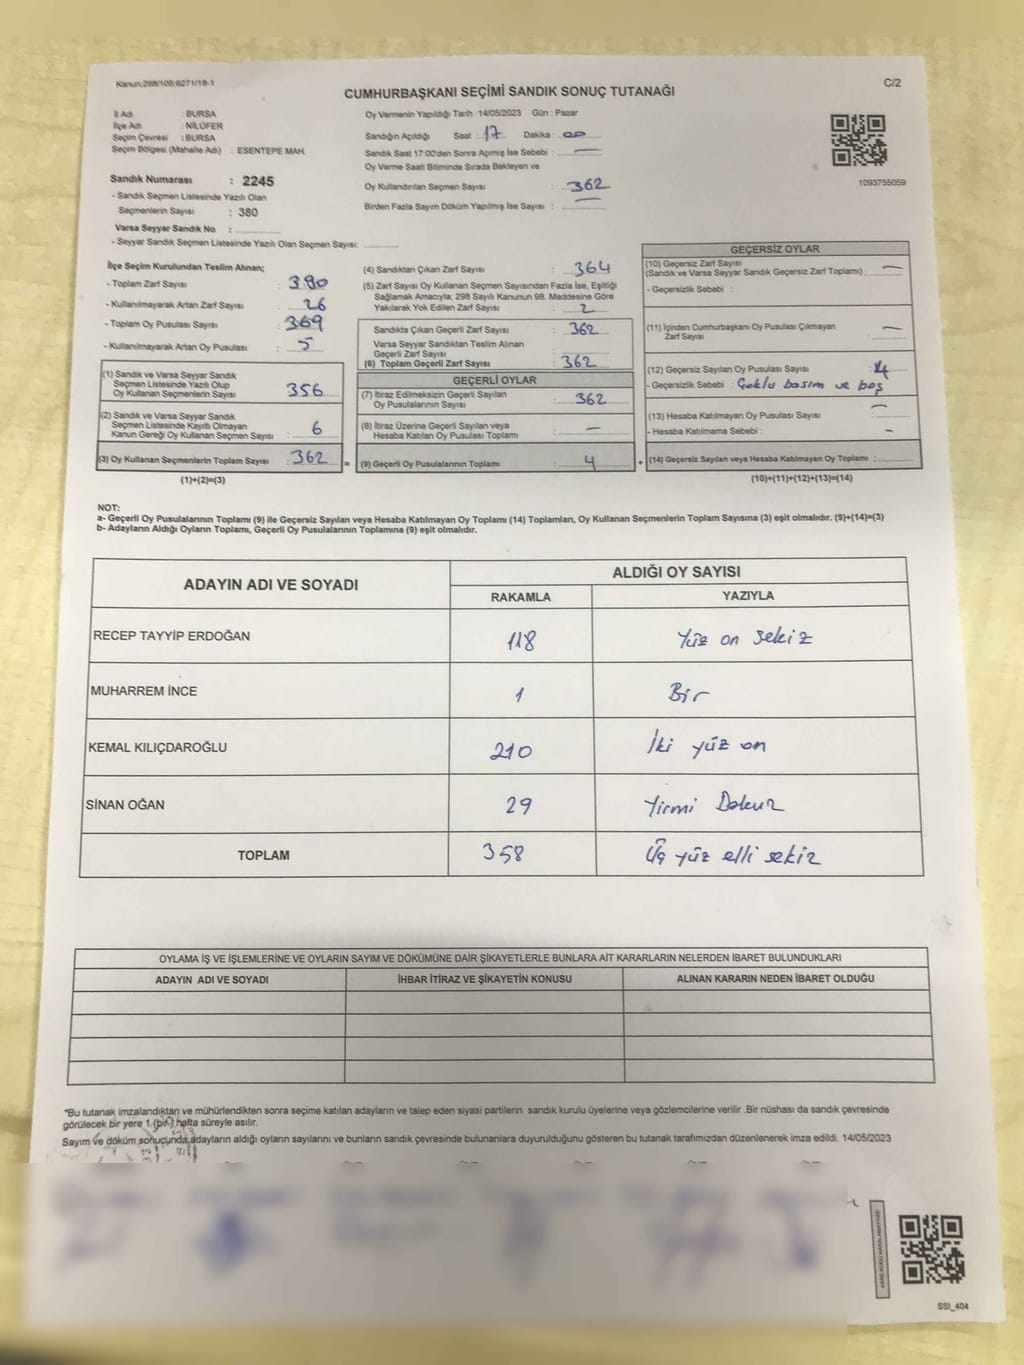 Kanun:298/105;6271/18-1
C/2
CUMHURBAŞKANI SEÇİMİ SANDIK SONUÇ TUTANAĞI
İl Adı : BURSA
İlçe Adı : NİLÜFER
Seçim Çevresi : BURSA
Seçim Bölgesi (Mahalle Adı) : ESENTEPE MAH.
Sandık Numarası : 2245
- Sandık Seçmen Listesinde Yazılı Olan
Seçmenlerin Sayısı : 380
Varsa Seyyar Sandık No :
- Seyyar Sandık Seçmen Listesinde Yazılı Olan Seçmen Sayısı:
Oy Vermenin Yapıldığı Tarih : 14/05/2023 Gün : Pazar
Sandığın Açıldığı Saat : 17 Dakika : 00
Sandık Saat 17:00'den Sonra Açılmış İse Sebebi : —
Oy Verme Saati Bitiminde Sırada Bekleyen ve
Oy Kullandırılan Seçmen Sayısı : 362
Birden Fazla Sayım Döküm Yapılmış İse Sayısı : —
1093755059
İlçe Seçim Kurulundan Teslim Alınan;
- Toplam Zarf Sayısı : 390
- Kullanılmayarak Artan Zarf Sayısı : 26
- Toplam Oy Pusulası Sayısı : 369
- Kullanılmayarak Artan Oy Pusulası : 5
(1) Sandık ve Varsa Seyyar Sandık
Seçmen Listesinde Yazılı Olup
Oy Kullanan Seçmenlerin Sayısı : 356
(2) Sandık ve Varsa Seyyar Sandık
Seçmen Listesinde Kayıtlı Olmayan
Kanun Gereği Oy Kullanan Seçmen Sayısı : 6
(3) Oy Kullanan Seçmenlerin Toplam Sayısı : 362 =
(1)+(2)=(3)
(4) Sandıktan Çıkan Zarf Sayısı : 364
(5) Zarf Sayısı Oy Kullanan Seçmen Sayısından Fazla İse, Eşitliği
Sağlamak Amacıyla; 298 Sayılı Kanunun 98. Maddesine Göre
Yakılarak Yok Edilen Zarf Sayısı : 2
Sandıkta Çıkan Geçerli Zarf Sayısı : 362
Varsa Seyyar Sandıktan Teslim Alınan
Geçerli Zarf Sayısı :
(6) Toplam Geçerli Zarf Sayısı : 362
GEÇERLİ OYLAR
(7) İtiraz Edilmeksizin Geçerli Sayılan
Oy Pusulalarının Sayısı : 362
(8) İtiraz Üzerine Geçerli Sayılan veya
Hesaba Katılan Oy Pusulası Toplamı : —
(9) Geçerli Oy Pusulalarının Toplamı : 4 +
GEÇERSİZ OYLAR
(10) Geçersiz Zarf Sayısı
(Sandık ve Varsa Seyyar Sandık Geçersiz Zarf Toplamı) : —
- Geçersizlik Sebebi :
(11) İçinden Cumhurbaşkanı Oy Pusulası Çıkmayan
Zarf Sayısı : —
(12) Geçersiz Sayılan Oy Pusulası Sayısı : 4
- Geçersizlik Sebebi : Çoklu basım ve boş
(13) Hesaba Katılmayan Oy Pusulası Sayısı : —
- Hesaba Katılmama Sebebi : –
(14) Geçersiz Sayılan veya Hesaba Katılmayan Oy Toplamı :
(10)+(11)+(12)+(13)=(14)
NOT:
a- Geçerli Oy Pusulalarının Toplamı (9) ile Geçersiz Sayılan veya Hesaba Katılmayan Oy Toplamı (14) Toplamları, Oy Kullanan Seçmenlerin Toplam Sayısına (3) eşit olmalıdır. (9)+(14)=(3)
b- Adayların Aldığı Oyların Toplamı, Geçerli Oy Pusulalarının Toplamına (9) eşit olmalıdır.
ADAYIN ADI VE SOYADI ALDIĞI OY SAYISI
RAKAMLA YAZIYLA
RECEP TAYYİP ERDOĞAN 118 Yüz on sekiz
MUHARREM İNCE 1 Bir
KEMAL KILIÇDAROĞLU 210 İki yüz on
SİNAN OĞAN 29 Yirmi Dokuz
TOPLAM 358 Üç yüz elli sekiz
OYLAMA İŞ VE İŞLEMLERİNE VE OYLARIN SAYIM VE DÖKÜMÜNE DAİR ŞİKAYETLERLE BUNLARA AİT KARARLARIN NELERDEN İBARET BULUNDUKLARI
ADAYIN ADI VE SOYADI İHBAR İTİRAZ VE ŞİKAYETİN KONUSU ALINAN KARARIN NEDEN İBARET OLDUĞU
*Bu tutanak imzalandıktan ve mühürlendikten sonra seçime katılan adayların ve talep eden siyasi partilerin sandık kurulu üyelerine veya gözlemcilerine verilir .Bir nüshası da sandık çevresinde
görülecek bir yere 1 (bir) hafta süreyle asılır.
Sayım ve döküm sonucunda,adayların aldığı oyların sayılarını ve bunların sandık çevresinde bulunanlara duyurulduğunu gösteren bu tutanak tarafımızdan düzenlenerek imza edildi. 14/05/2023
SSI_404